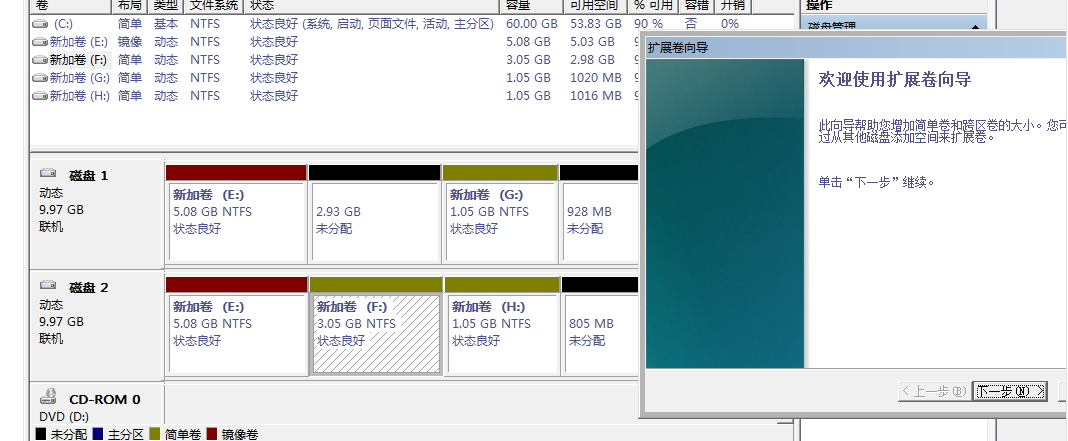 卷 布局 类型 文件系统 状态 容量 可用空间 % 可用 容错 开销 操作
(C:) 简单 基本 NTFS 状态良好 (系统, 启动, 页面文件, 活动, 主分区) 60.00 GB 53.83 GB 90 % 否 0% 磁盘管理
新加卷 (E:) 镜像 动态 NTFS 状态良好 5.08 GB 5.03 GB
新加卷 (F:) 简单 动态 NTFS 状态良好 3.05 GB 2.98 GB
新加卷 (G:) 简单 动态 NTFS 状态良好 1.05 GB 1020 MB
新加卷 (H:) 简单 动态 NTFS 状态良好 1.05 GB 1016 MB
磁盘 1
动态
9.97 GB
联机
新加卷 (E:)
5.08 GB NTFS
状态良好
2.93 GB
未分配
新加卷 (G:)
1.05 GB NTFS
状态良好
928 MB
未分配
磁盘 2
动态
9.97 GB
联机
新加卷 (E:)
5.08 GB NTFS
状态良好
新加卷 (F:)
3.05 GB NTFS
状态良好
新加卷 (H:)
1.05 GB NTFS
状态良好
805 MB
未分配
CD-ROM 0
DVD (D:)
未分配 主分区 简单卷 镜像卷
扩展卷向导
欢迎使用扩展卷向导
此向导帮助您增加简单卷和跨区卷的大小。您可
过从其他磁盘添加空间来扩展卷。
单击“下一步”继续。
< 上一步(B) 下一步(N) >